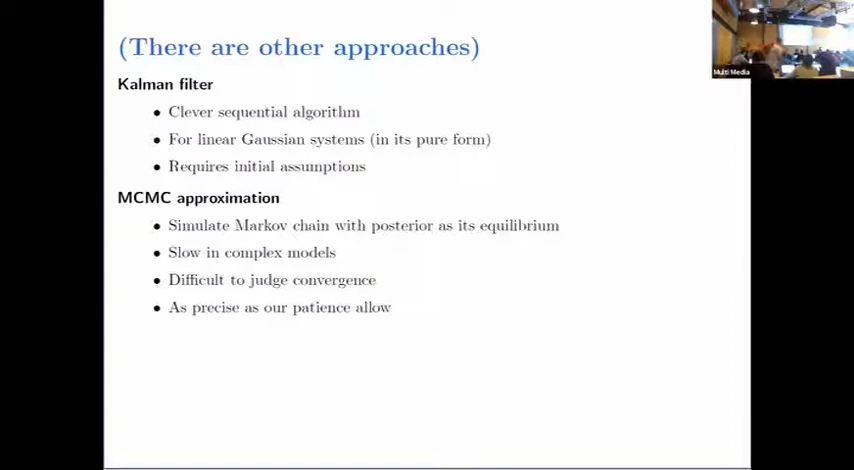 (There are other approaches)
Kalman filter
• Clever sequential algorithm
• For linear Gaussian systems (in its pure form)
• Requires initial assumptions
MCMC approximation
• Simulate Markov chain with posterior as its equilibrium
• Slow in complex models
• Difficult to judge convergence
• As precise as our patience allow
Multi Media